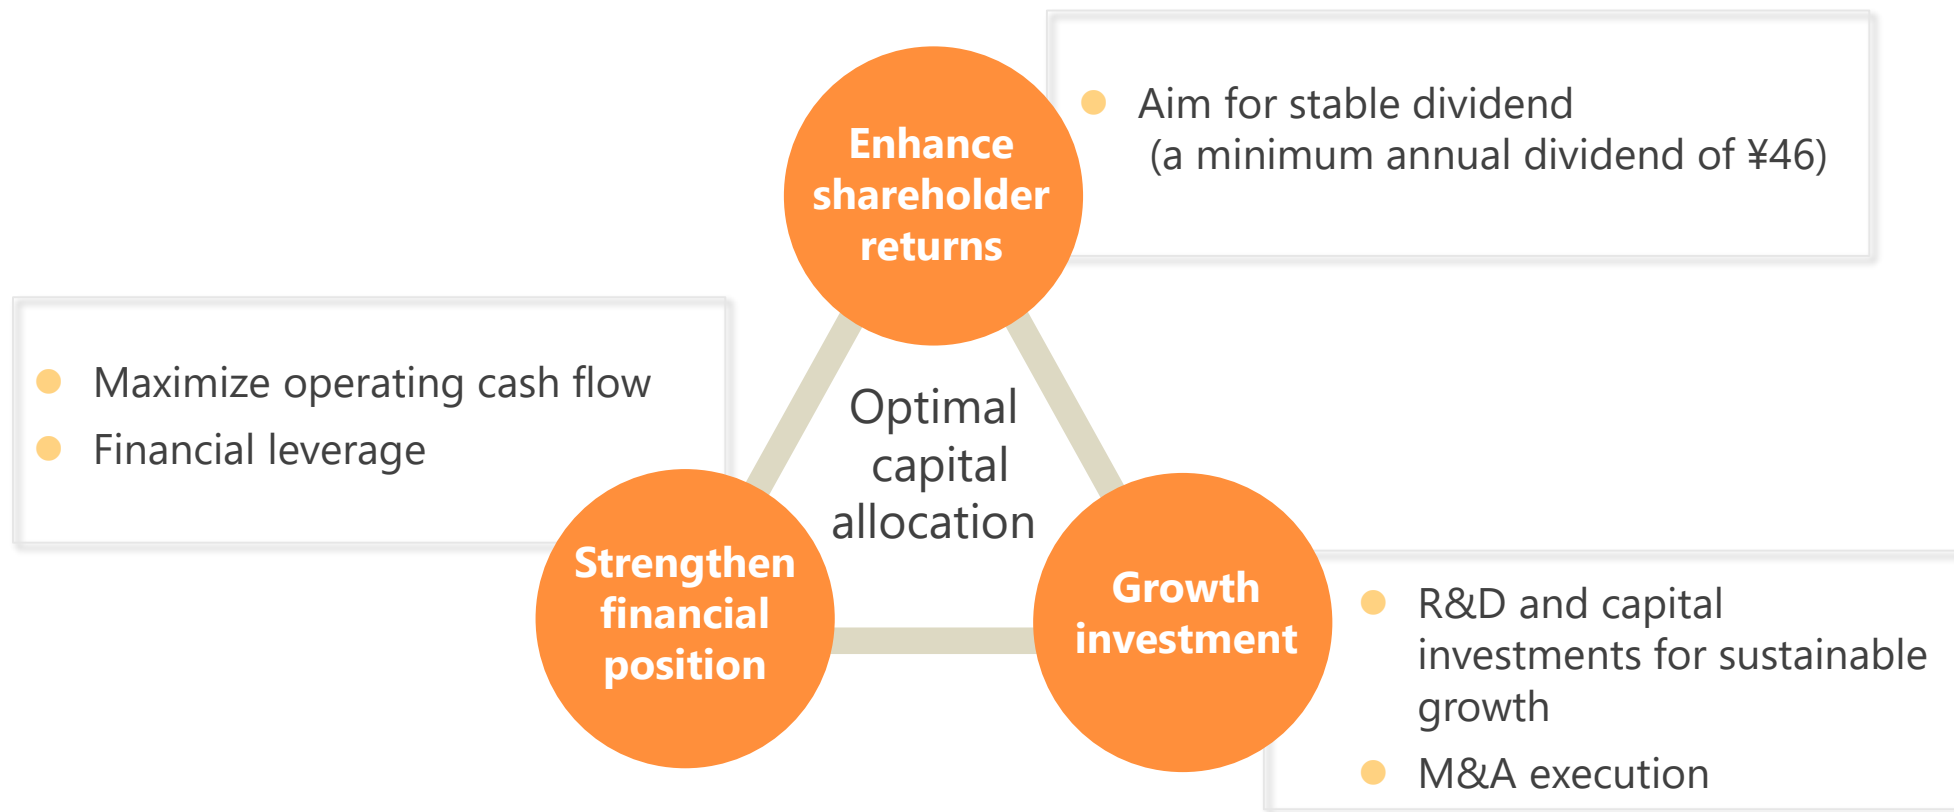 Enhance
shareholder
returns
Aim for stable dividend
(a minimum annual dividend of ¥46)
Maximize operating cash flow
Financial leverage
Optimal
capital
allocation
Strengthen
financial
position
Growth
investment
R&D and capital
investments for sustainable
growth
M&A execution